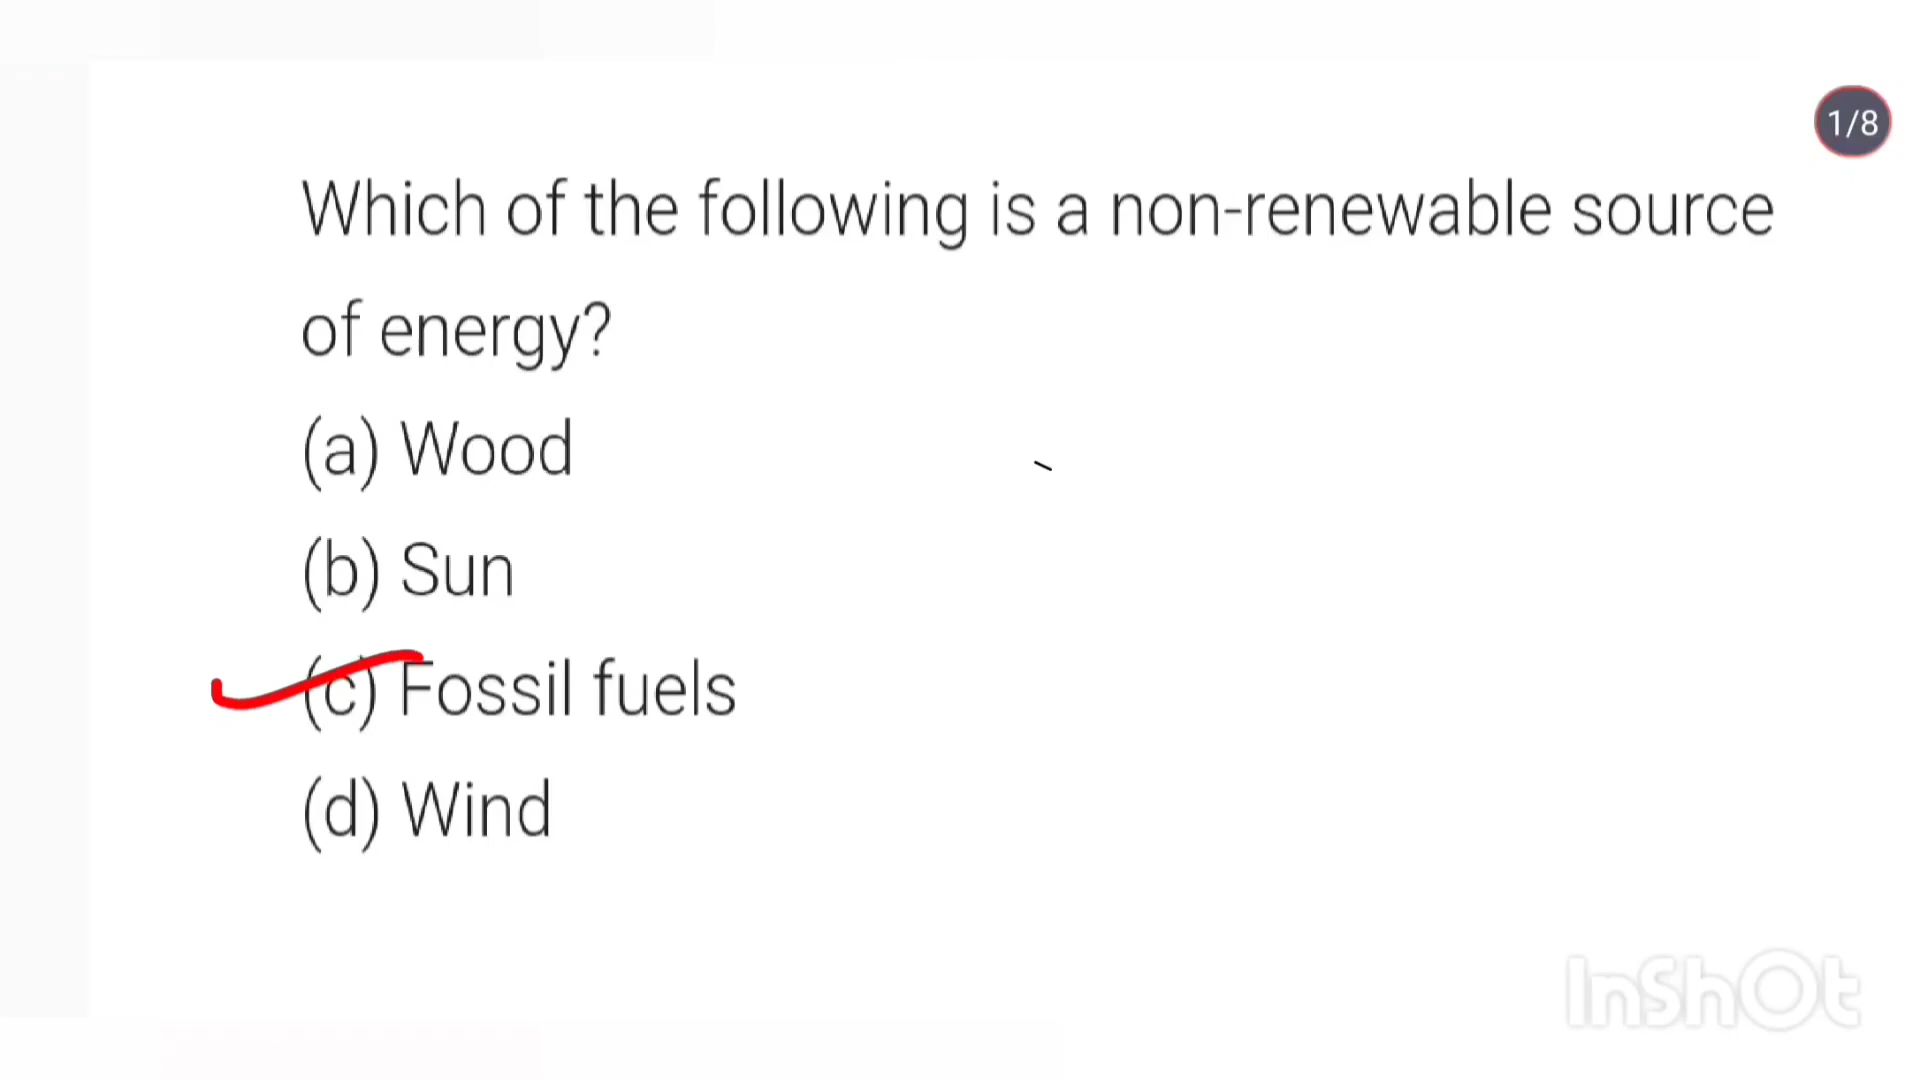 1/8
Which of the following is a non-renewable source
of energy?
(a) Wood
(b) Sun
(c) Fossil fuels
(d) Wind
InShOt